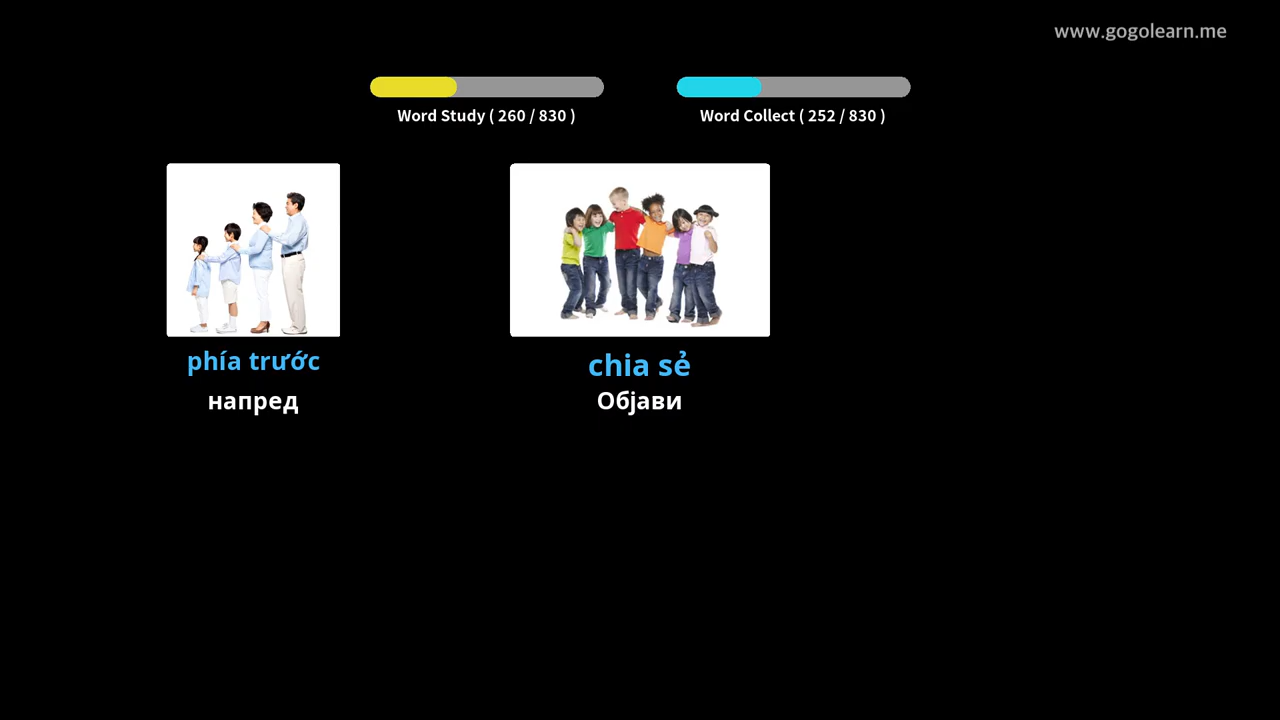 www.gogolearn.me
Word Study ( 260 / 830 )
Word Collect ( 252 / 830 )
phía trước
напред
chia sẻ
Објави